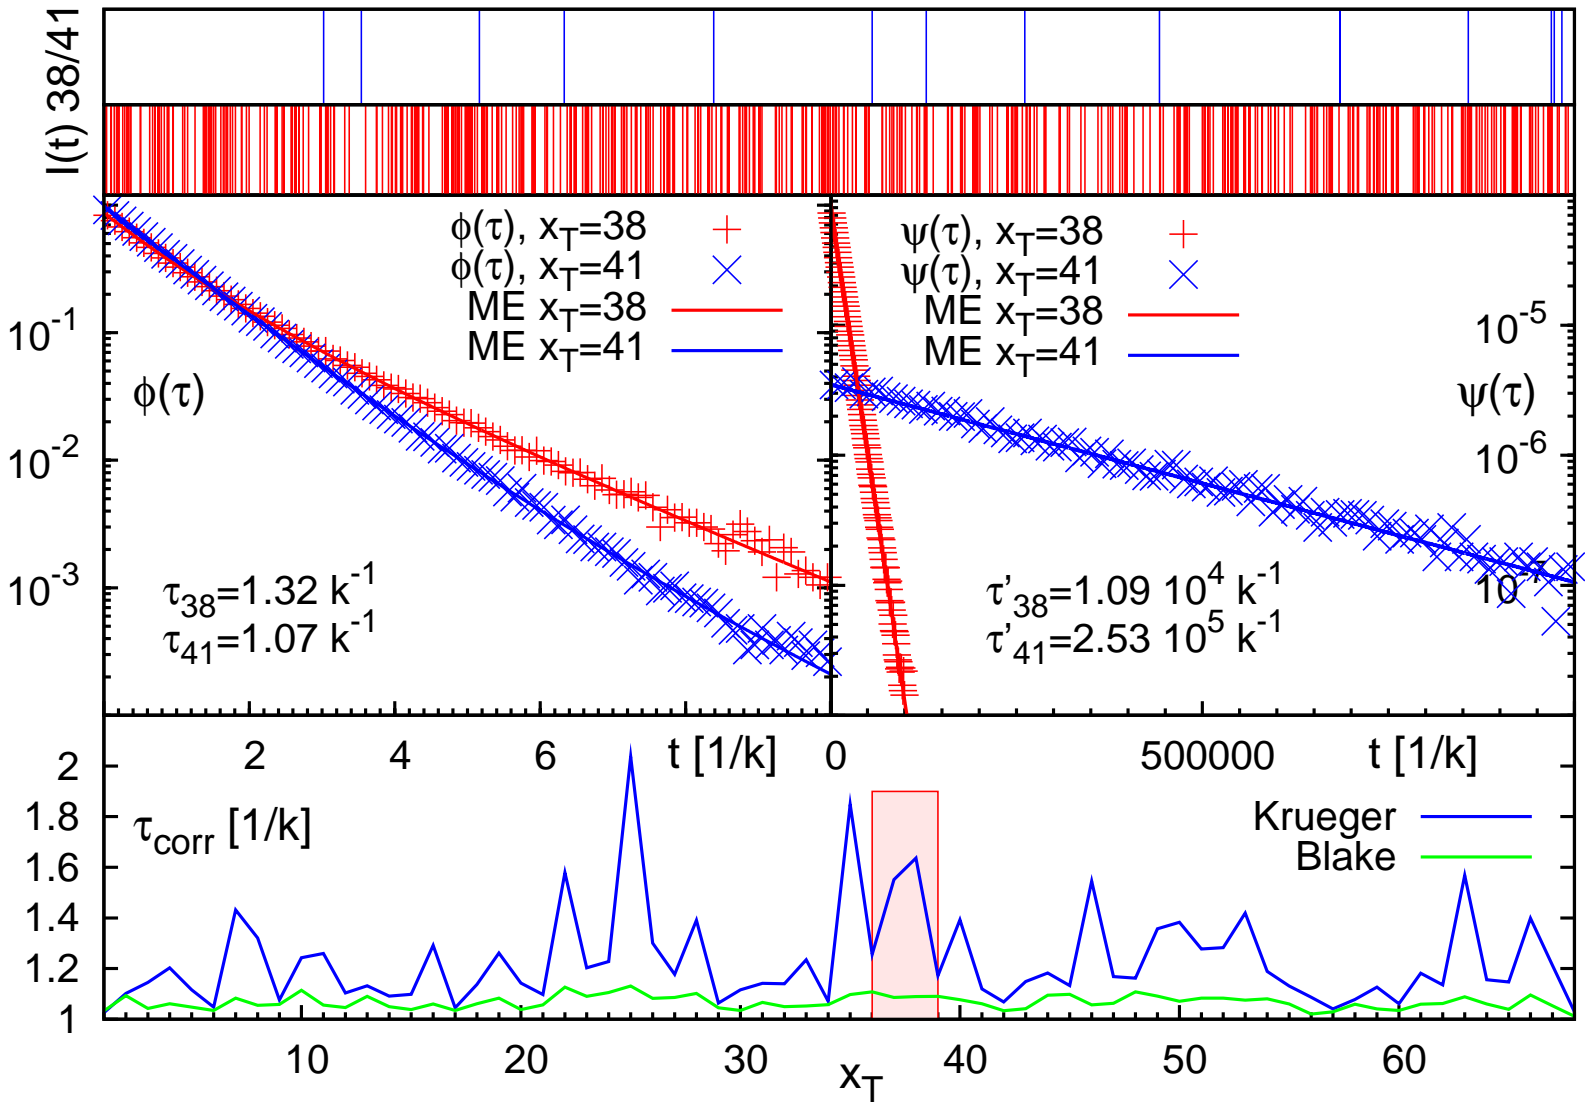 I(t) 38/41
ϕ(τ), x_T=38
ϕ(τ), x_T=41
ME x_T=38
ME x_T=41
10^-1
10^-2
10^-3
ϕ(τ)
τ_38=1.32 k^-1
τ_41=1.07 k^-1
ψ(τ), x_T=38
ψ(τ), x_T=41
ME x_T=38
ME x_T=41
10^-5
10^-6
10^-7
ψ(τ)
τ'_38=1.09 10^4 k^-1
τ'_41=2.53 10^5 k^-1
2 4 6 t [1/k] 0 500000 t [1/k]
2
1.8
1.6
1.4
1.2
1
τ_corr [1/k]
Krueger
Blake
10 20 30 40 50 60
x_T